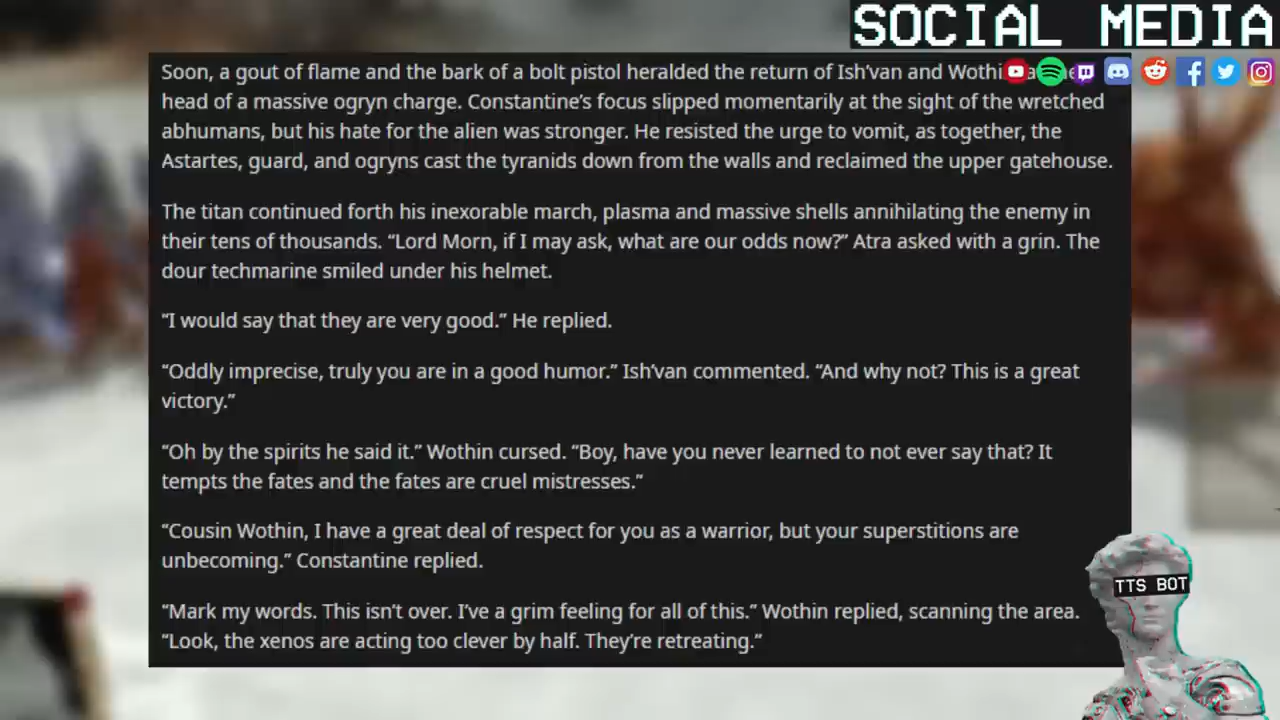 SOCIAL MEDIA
Soon, a gout of flame and the bark of a bolt pistol heralded the return of Ish’van and
head of a massive ogryn charge. Constantine’s focus slipped momentarily at the sight of the wretched
abhumans, but his hate for the alien was stronger. He resisted the urge to vomit, as together, the
Astartes, guard, and ogryns cast the tyranids down from the walls and reclaimed the upper gatehouse.
The titan continued forth his inexorable march, plasma and massive shells annihilating the enemy in
their tens of thousands. “Lord Morn, if I may ask, what are our odds now?” Atra asked with a grin. The
dour techmarine smiled under his helmet.
“I would say that they are very good.” He replied.
“Oddly imprecise, truly you are in a good humor.” Ish’van commented. “And why not? This is a great
victory.”
“Oh by the spirits he said it.” Wothin cursed. “Boy, have you never learned to not ever say that? It
tempts the fates and the fates are cruel mistresses.”
“Cousin Wothin, I have a great deal of respect for you as a warrior, but your superstitions are
unbecoming.” Constantine replied.
“Mark my words. This isn’t over. I’ve a grim feeling for all of this.” Wothin replied, scanning the area.
“Look, the xenos are acting too clever by half. They’re retreating.”
TTS BOT